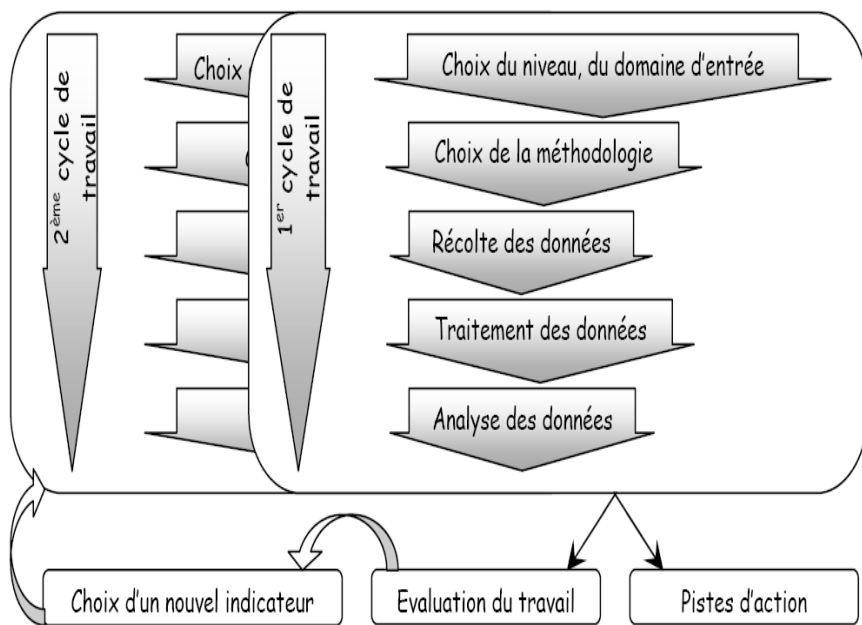 2ème cycle de
travail
Choix
1er cycle de
travail
Choix du niveau, du domaine d'entrée
Choix de la méthodologie
Récolte des données
Traitement des données
Analyse des données
Choix d'un nouvel indicateur
Evaluation du travail
Pistes d'action